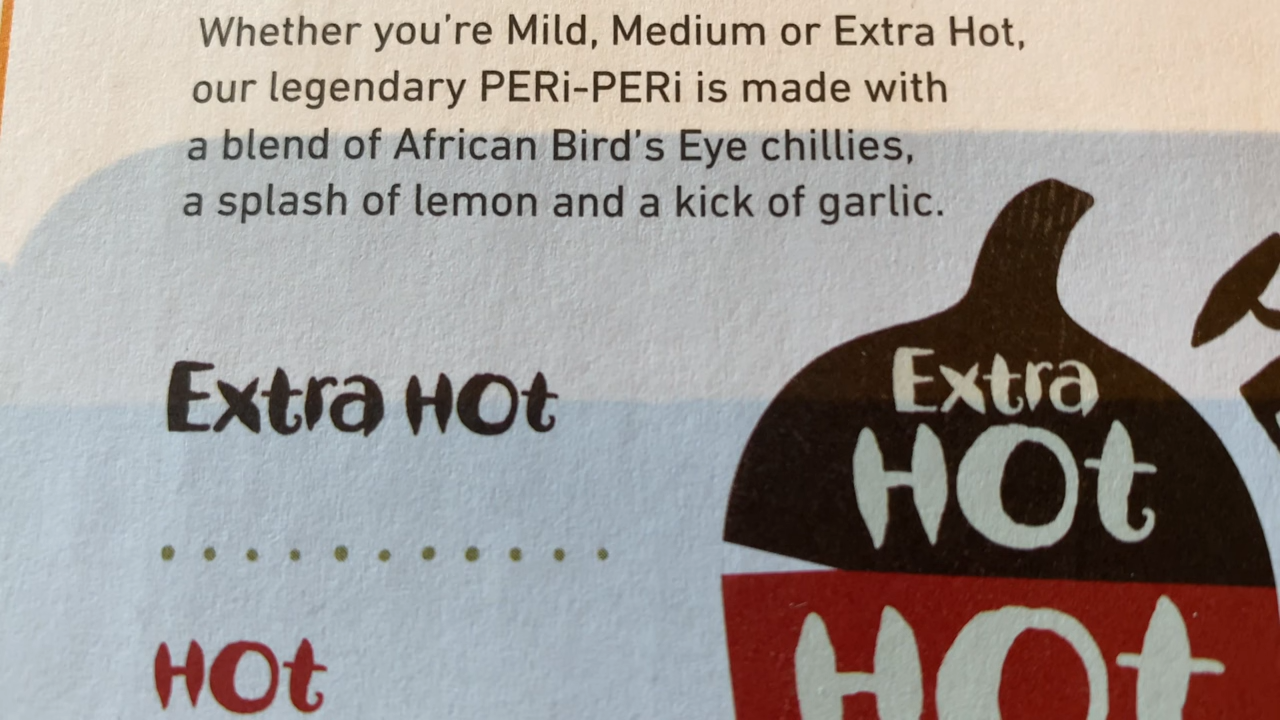 Whether you're Mild, Medium or Extra Hot,
our legendary PERi-PERi is made with
a blend of African Bird's Eye chillies,
a splash of lemon and a kick of garlic.
Extra HOt
HOt
Extra
HOt
HOt